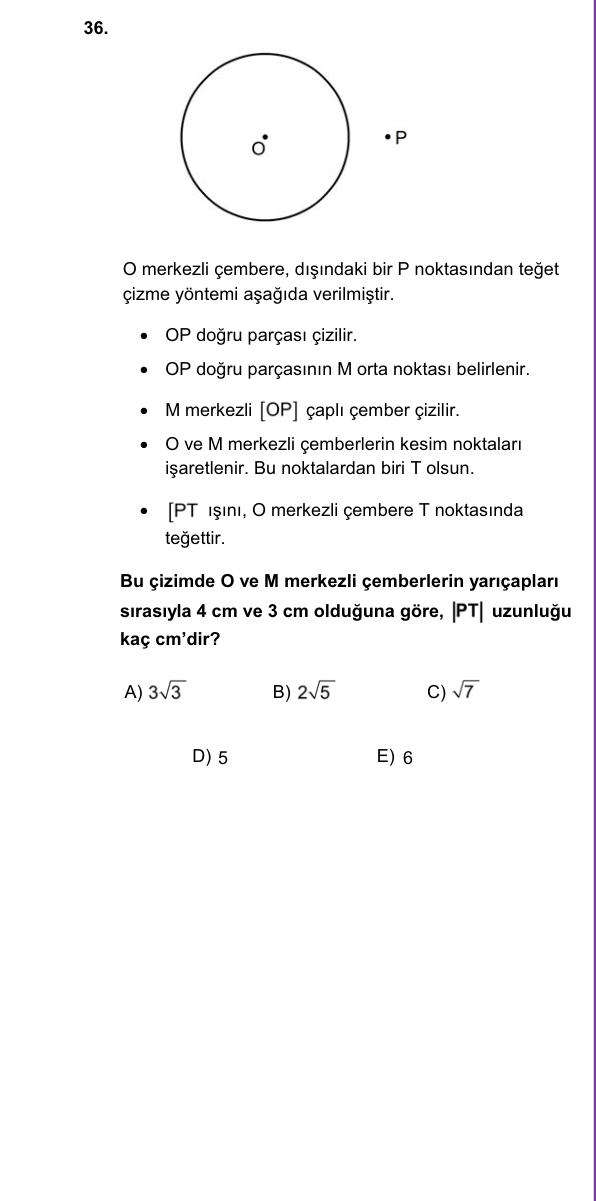 36.
O
P
O merkezli çembere, dışındaki bir P noktasından teğet
çizme yöntemi aşağıda verilmiştir.
• OP doğru parçası çizilir.
• OP doğru parçasının M orta noktası belirlenir.
• M merkezli [OP] çaplı çember çizilir.
• O ve M merkezli çemberlerin kesim noktaları
işaretlenir. Bu noktalardan biri T olsun.
• [PT ışını, O merkezli çembere T noktasında
teğettir.
Bu çizimde O ve M merkezli çemberlerin yarıçapları
sırasıyla 4 cm ve 3 cm olduğuna göre, |PT| uzunluğu
kaç cm’dir?
A) 3√3 B) 2√5 C) √7
D) 5 E) 6